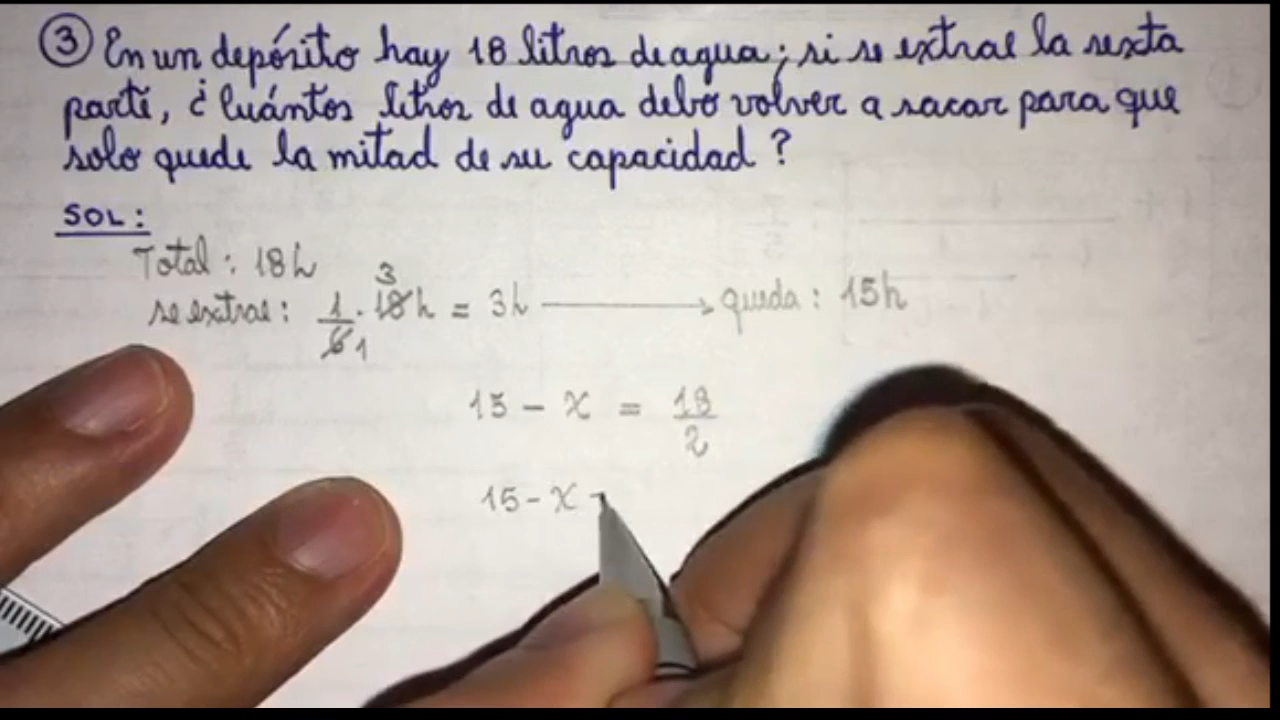 ③ En un depósito hay 18 litros de agua; si se extrae la sexta
parte, ¿Cuántos litros de agua debo volver a sacar para que
solo quede la mitad de su capacidad?
SOL:
Total: 18 L
se extrae: 1/6 1 . 18 3 L = 3 L → queda: 15 L
15 - x = 18/2
15 - x =